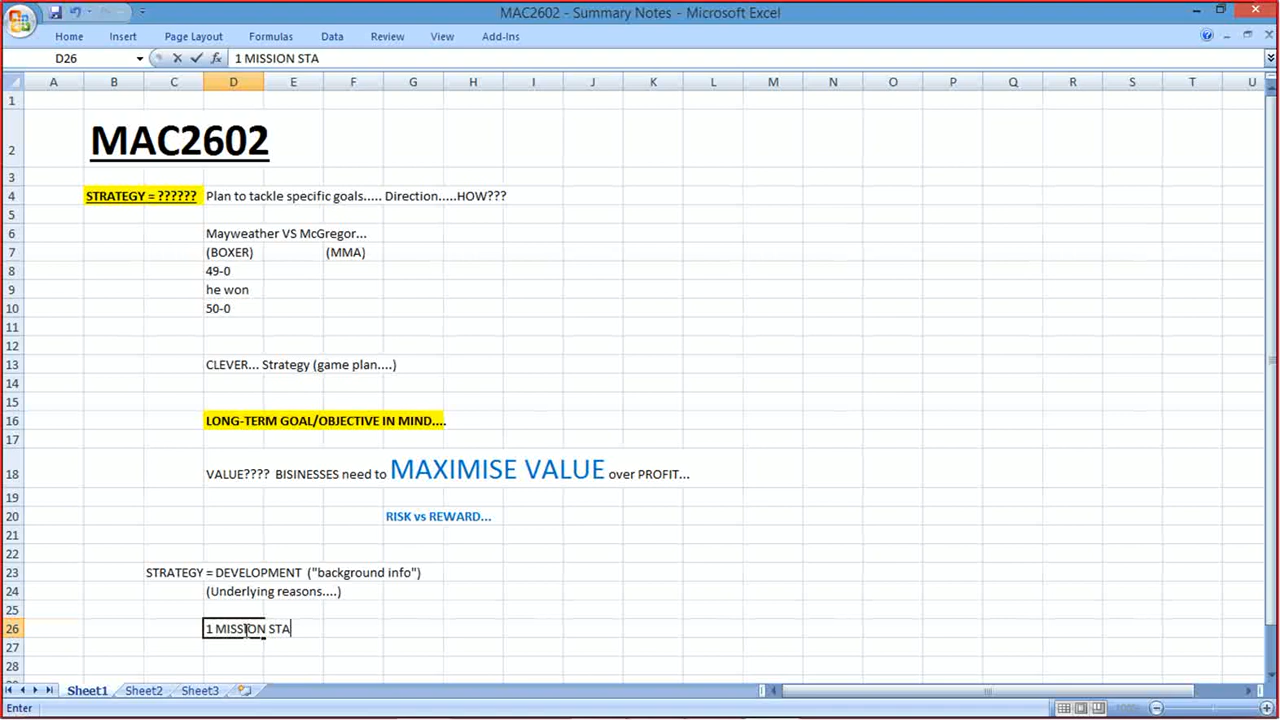 MAC2602 - Summary Notes - Microsoft Excel
Home Insert Page Layout Formulas Data Review View Add-Ins
D26 fx 1 MISSION STA
A B C D E F G H I J K L M N O P Q R S T U
1
2 MAC2602
3
4 STRATEGY = ?????? Plan to tackle specific goals..... Direction.....HOW???
5
6 Mayweather VS McGregor...
7 (BOXER) (MMA)
8 49-0
9 he won
10 50-0
11
12
13 CLEVER... Strategy (game plan....)
14
15
16 LONG-TERM GOAL/OBJECTIVE IN MIND....
17
18 VALUE???? BISINESSES need to MAXIMISE VALUE over PROFIT...
19
20 RISK vs REWARD...
21
22
23 STRATEGY = DEVELOPMENT ("background info")
24 (Underlying reasons....)
25
26 1 MISSION STA
27
28
Sheet1 Sheet2 Sheet3
Enter 100%